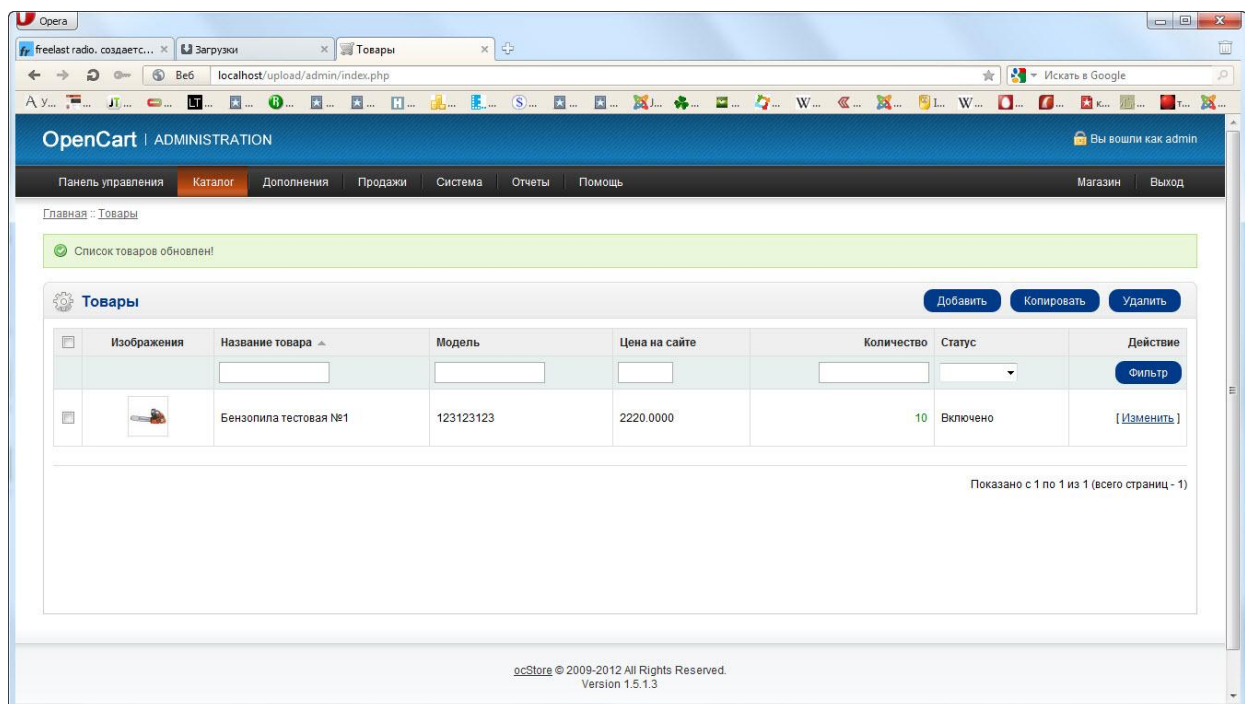 Opera
freelast radio. создаетс...
Загрузки
Товары
Веб
localhost/upload/admin/index.php
Искать в Google
OpenCart | ADMINISTRATION
Вы вошли как admin
Панель управления Каталог Дополнения Продажи Система Отчеты Помощь Магазин Выход
Главная :: Товары
Список товаров обновлен!
Товары
Добавить Копировать Удалить
Изображения Название товара Модель Цена на сайте Количество Статус Действие
Фильтр
Бензопила тестовая №1 123123123 2220.0000 10 Включено [ Изменить ]
Показано с 1 по 1 из 1 (всего страниц - 1)
ocStore © 2009-2012 All Rights Reserved.
Version 1.5.1.3